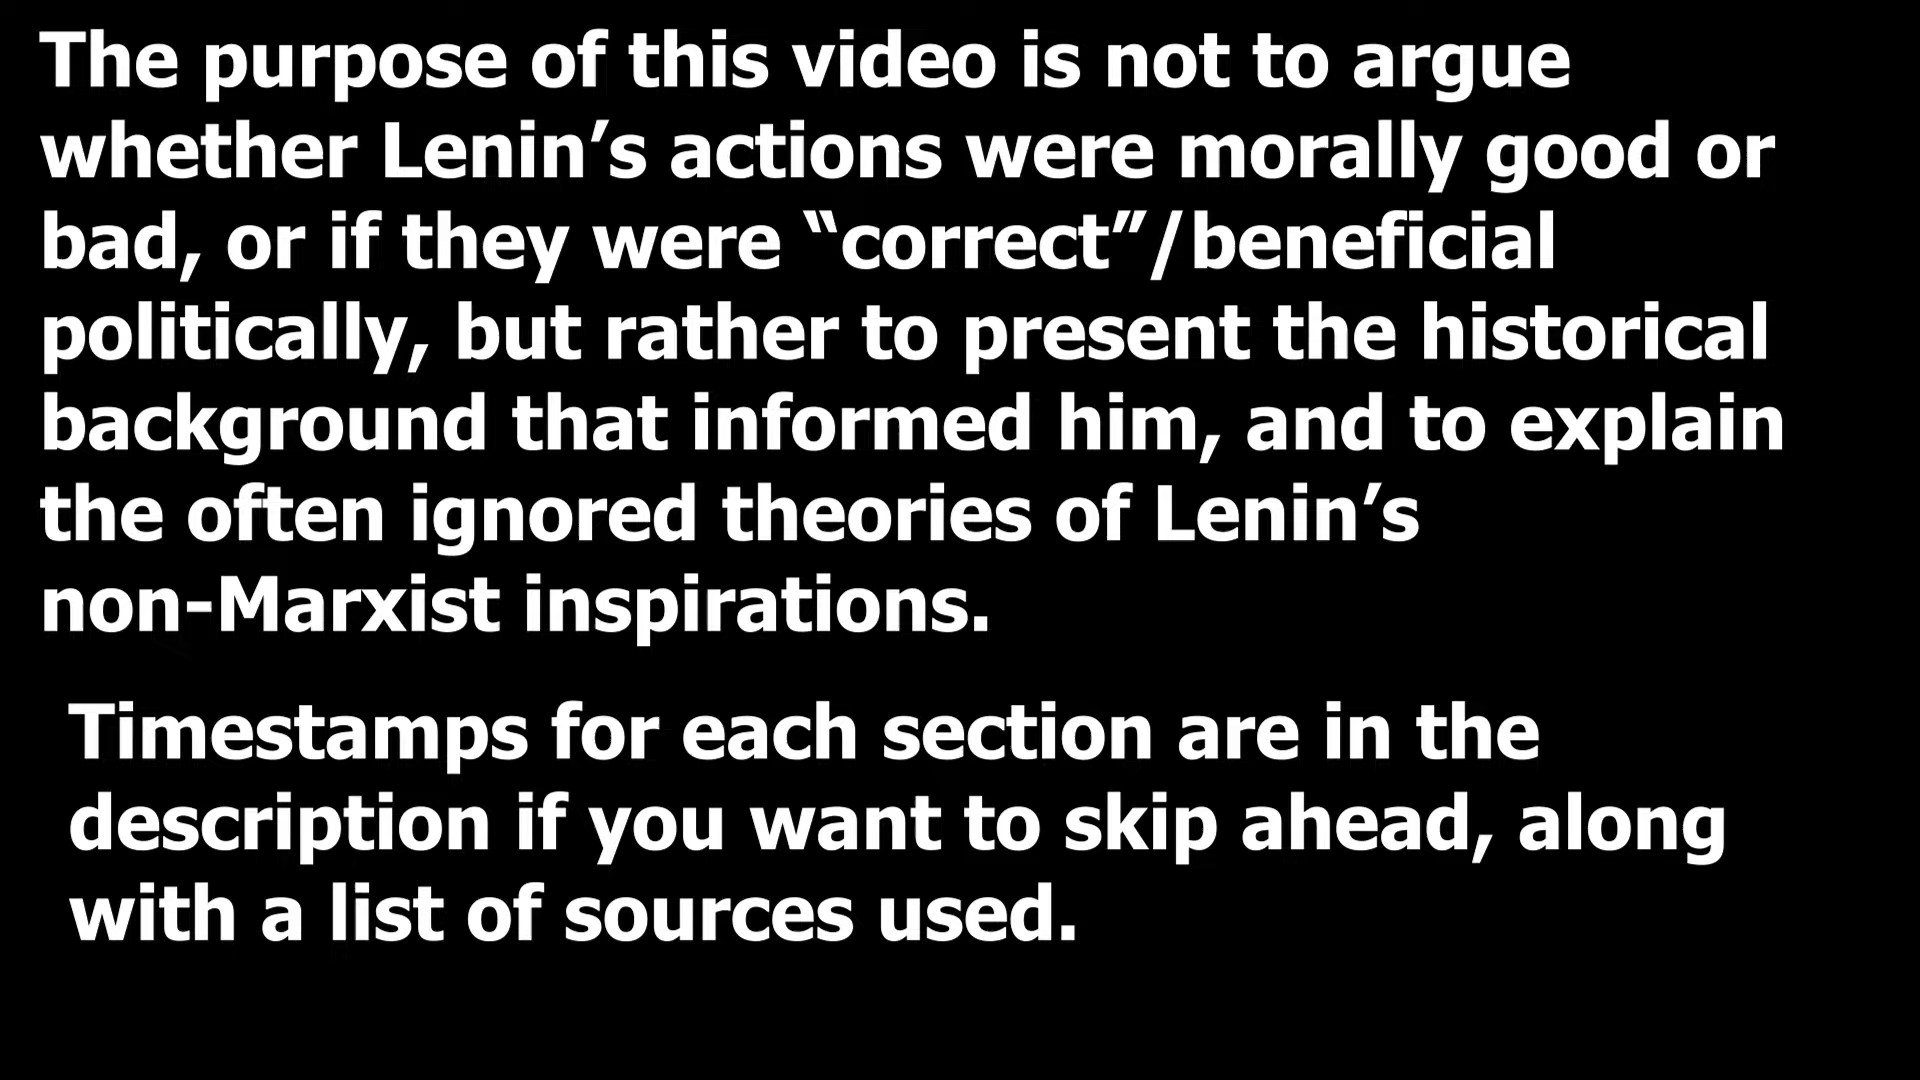 The purpose of this video is not to argue
whether Lenin’s actions were morally good or
bad, or if they were “correct”/beneficial
politically, but rather to present the historical
background that informed him, and to explain
the often ignored theories of Lenin’s
non-Marxist inspirations.
Timestamps for each section are in the
description if you want to skip ahead, along
with a list of sources used.